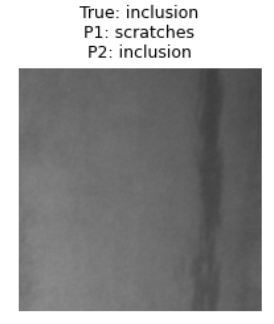 True: inclusion
P1: scratches
P2: inclusion